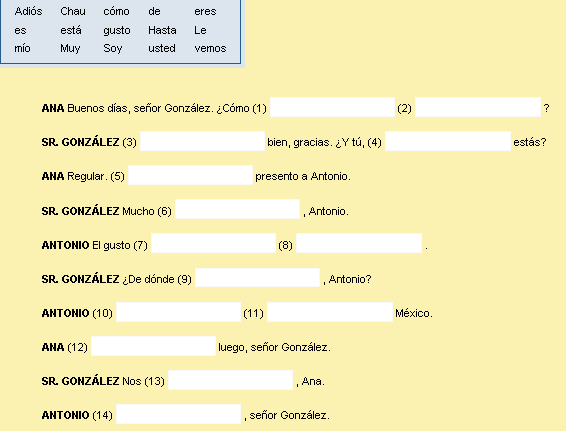 Adiós Chau cómo de eres
es está gusto Hasta Le
mío Muy Soy usted vemos
ANA Buenos días, señor González. ¿Cómo (1) (2) ?
SR. GONZÁLEZ (3) bien, gracias. ¿Y tú, (4) estás?
ANA Regular. (5) presento a Antonio.
SR. GONZÁLEZ Mucho (6) , Antonio.
ANTONIO El gusto (7) (8) .
SR. GONZÁLEZ ¿De dónde (9) , Antonio?
ANTONIO (10) (11) México.
ANA (12) luego, señor González.
SR. GONZÁLEZ Nos (13) , Ana.
ANTONIO (14) , señor González.